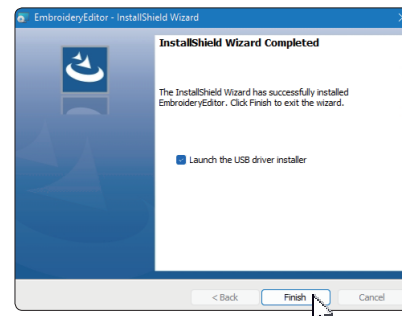 EmbroideryEditor - InstallShield Wizard
InstallShield Wizard Completed
The InstallShield Wizard has successfully installed
EmbroideryEditor. Click Finish to exit the wizard.
Launch the USB driver installer
< Back
Finish
Cancel